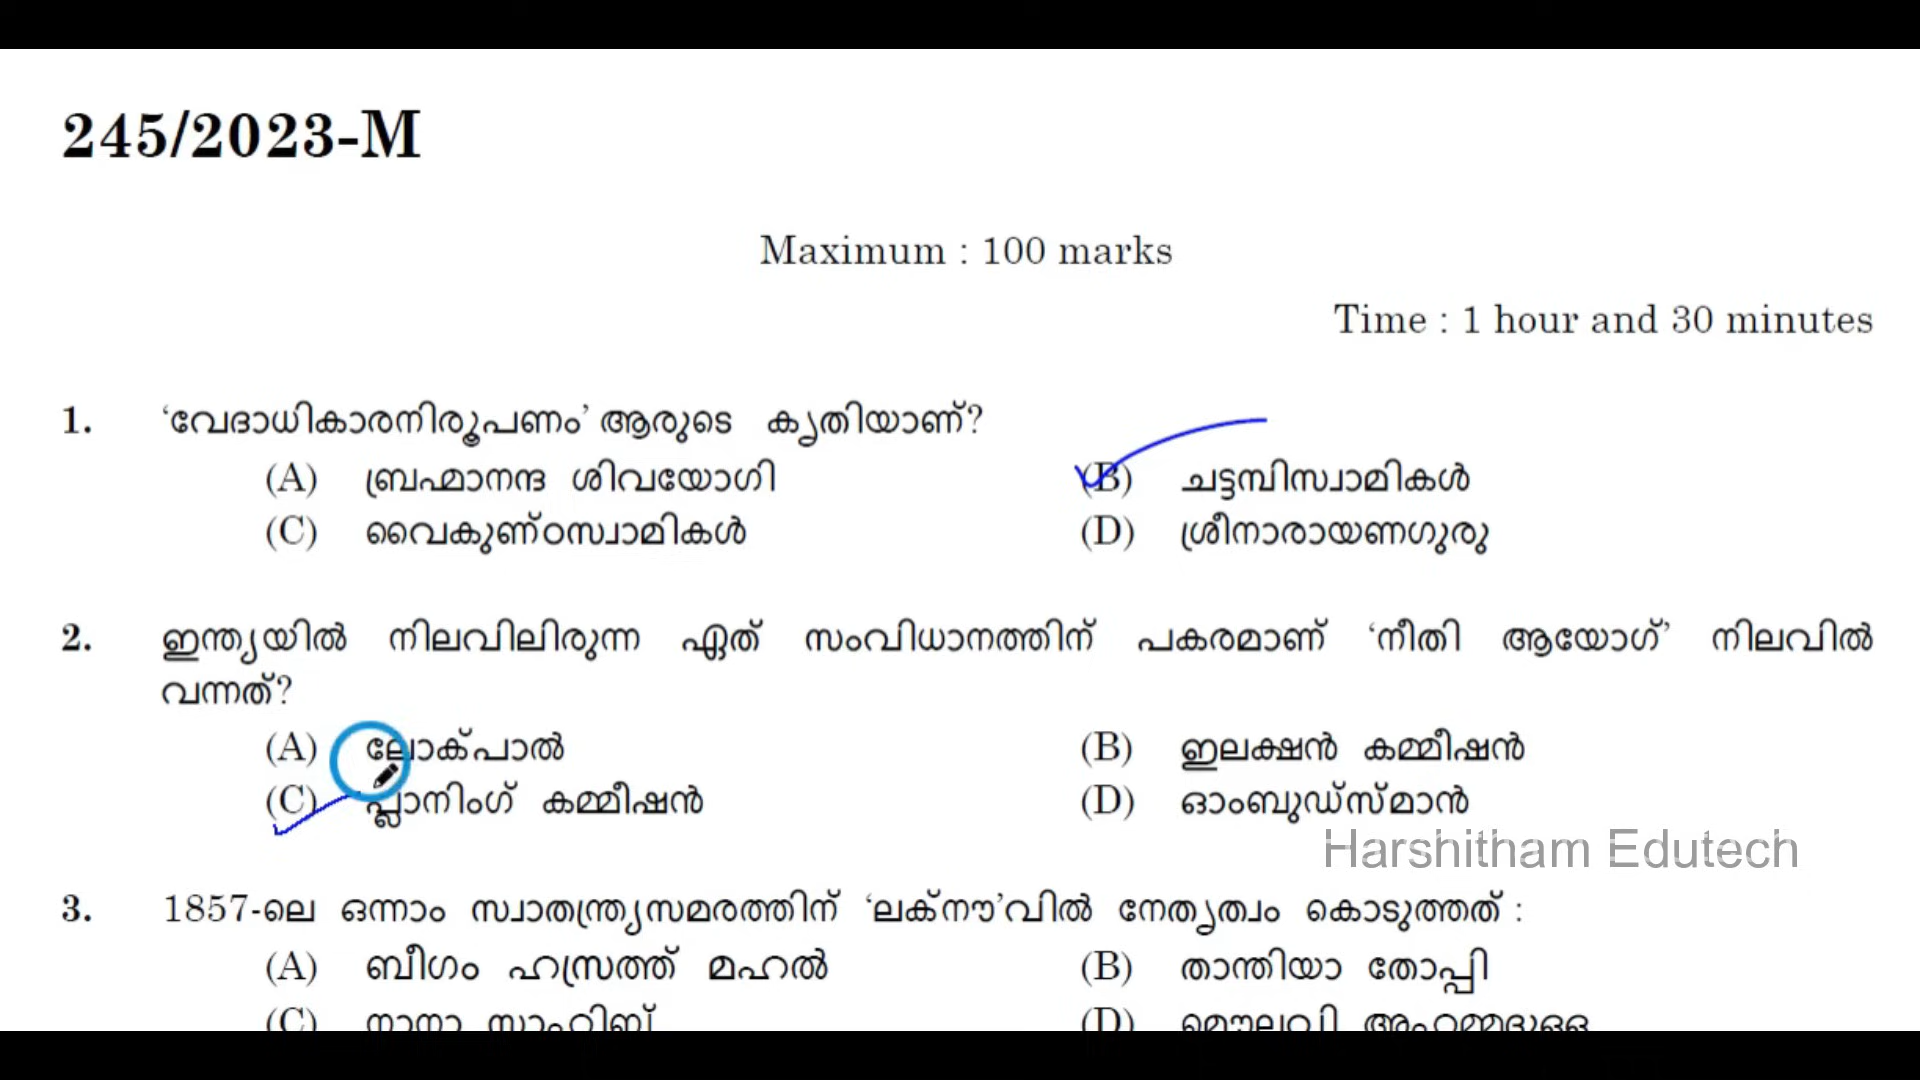 245/2023-M
Maximum : 100 marks
Time : 1 hour and 30 minutes
1. ‘വേദാധികാരനിരൂപണം’ ആരുടെ കൃതിയാണ്?
(A) ബ്രഹ്മാനന്ദ ശിവയോഗി (B) ചട്ടമ്പിസ്വാമികൾ
(C) വൈകുണ്ഠസ്വാമികൾ (D) ശ്രീനാരായണഗുരു
2. ഇന്ത്യയിൽ നിലവിലിരുന്ന ഏത് സംവിധാനത്തിന് പകരമാണ് ‘നീതി ആയോഗ്’ നിലവിൽ
വന്നത്?
(A) ലോക്പാൽ (B) ഇലക്ഷൻ കമ്മീഷൻ
(C) പ്ലാനിംഗ് കമ്മീഷൻ (D) ഓംബുഡ്സ്മാൻ
Harshitham Edutech
3. 1857-ലെ ഒന്നാം സ്വാതന്ത്ര്യസമരത്തിന് ‘ലക്നൗ’വിൽ നേതൃത്വം കൊടുത്തത് :
(A) ബീഗം ഹസ്രത്ത് മഹൽ (B) താന്തിയാ തോപ്പി
(C) (D) മൌലവി